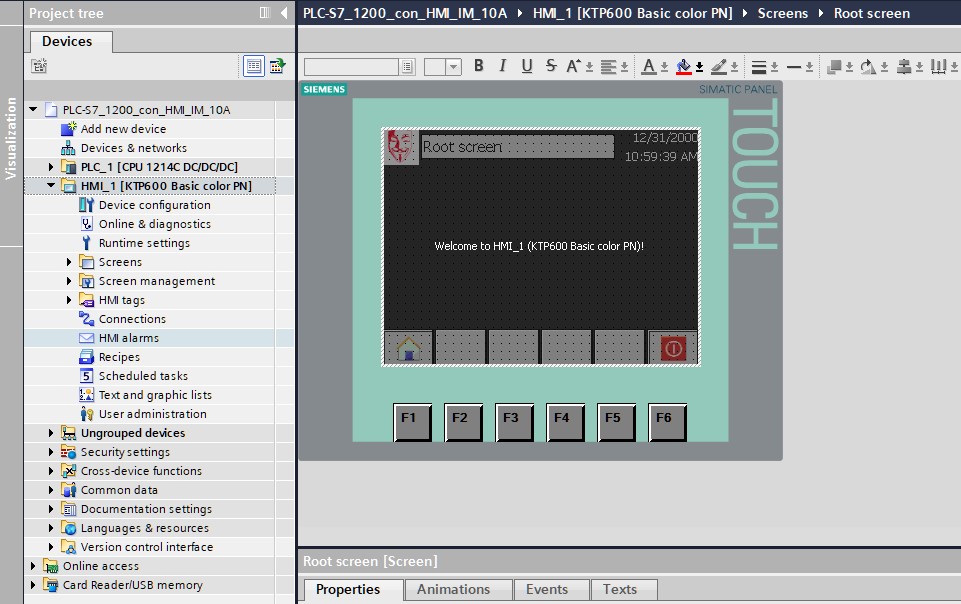 Project tree
PLC-S7_1200_con_HMI_IM_10A ▸ HMI_1 [KTP600 Basic color PN] ▸ Screens ▸ Root screen
Devices
Visualization
B I U S A A
PLC-S7_1200_con_HMI_IM_10A
Add new device
Devices & networks
PLC_1 [CPU 1214C DC/DC/DC]
HMI_1 [KTP600 Basic color PN]
Device configuration
Online & diagnostics
Runtime settings
Screens
Screen management
HMI tags
Connections
HMI alarms
Recipes
Scheduled tasks
Text and graphic lists
User administration
Ungrouped devices
Security settings
Cross-device functions
Common data
Documentation settings
Languages & resources
Version control interface
Online access
Card Reader/USB memory
SIEMENS
SIMATIC PANEL
TOUCH
Root screen
12/31/2000
10:59:39 AM
Welcome to HMI_1 (KTP600 Basic color PN)!
F1 F2 F3 F4 F5 F6
Root screen [Screen]
Properties Animations Events Texts